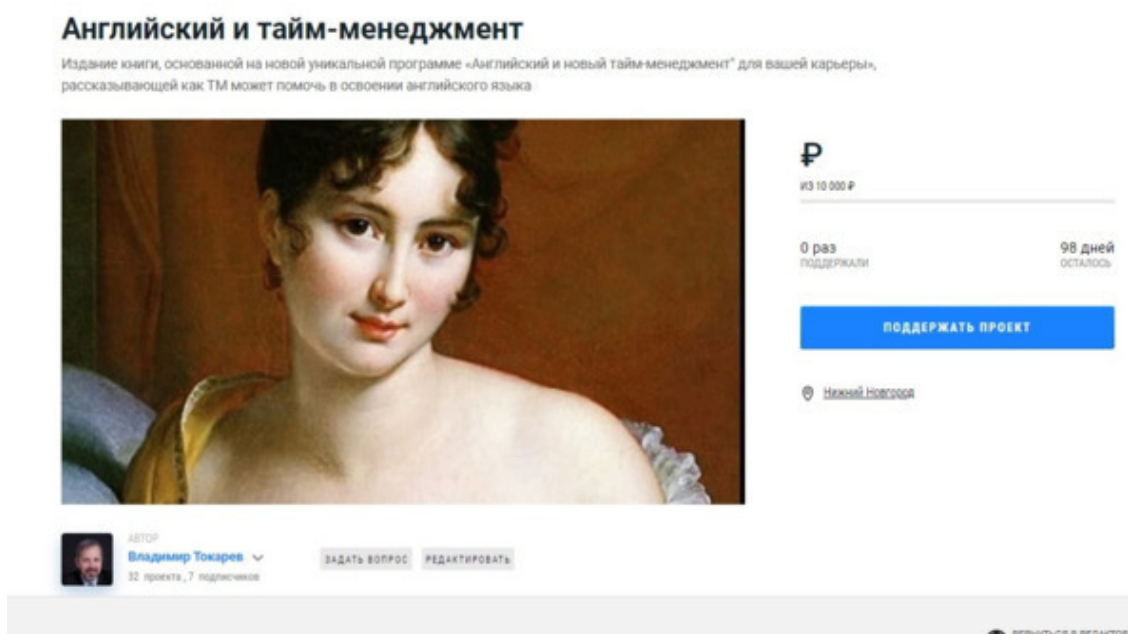 Английский и тайм-менеджмент
Издание книги, основанной на новой уникальной программе «Английский и новый тайм-менеджмент" для вашей карьеры»,
рассказывающей как ТМ может помочь в освоении английского языка
₽
ИЗ 10 000 ₽
0 раз
ПОДДЕРЖАЛИ
98 дней
ОСТАЛОСЬ
ПОДДЕРЖАТЬ ПРОЕКТ
Нижний Новгород
АВТОР
Владимир Токарев
32 проекта, 7 подписчиков
ЗАДАТЬ ВОПРОС
РЕДАКТИРОВАТЬ